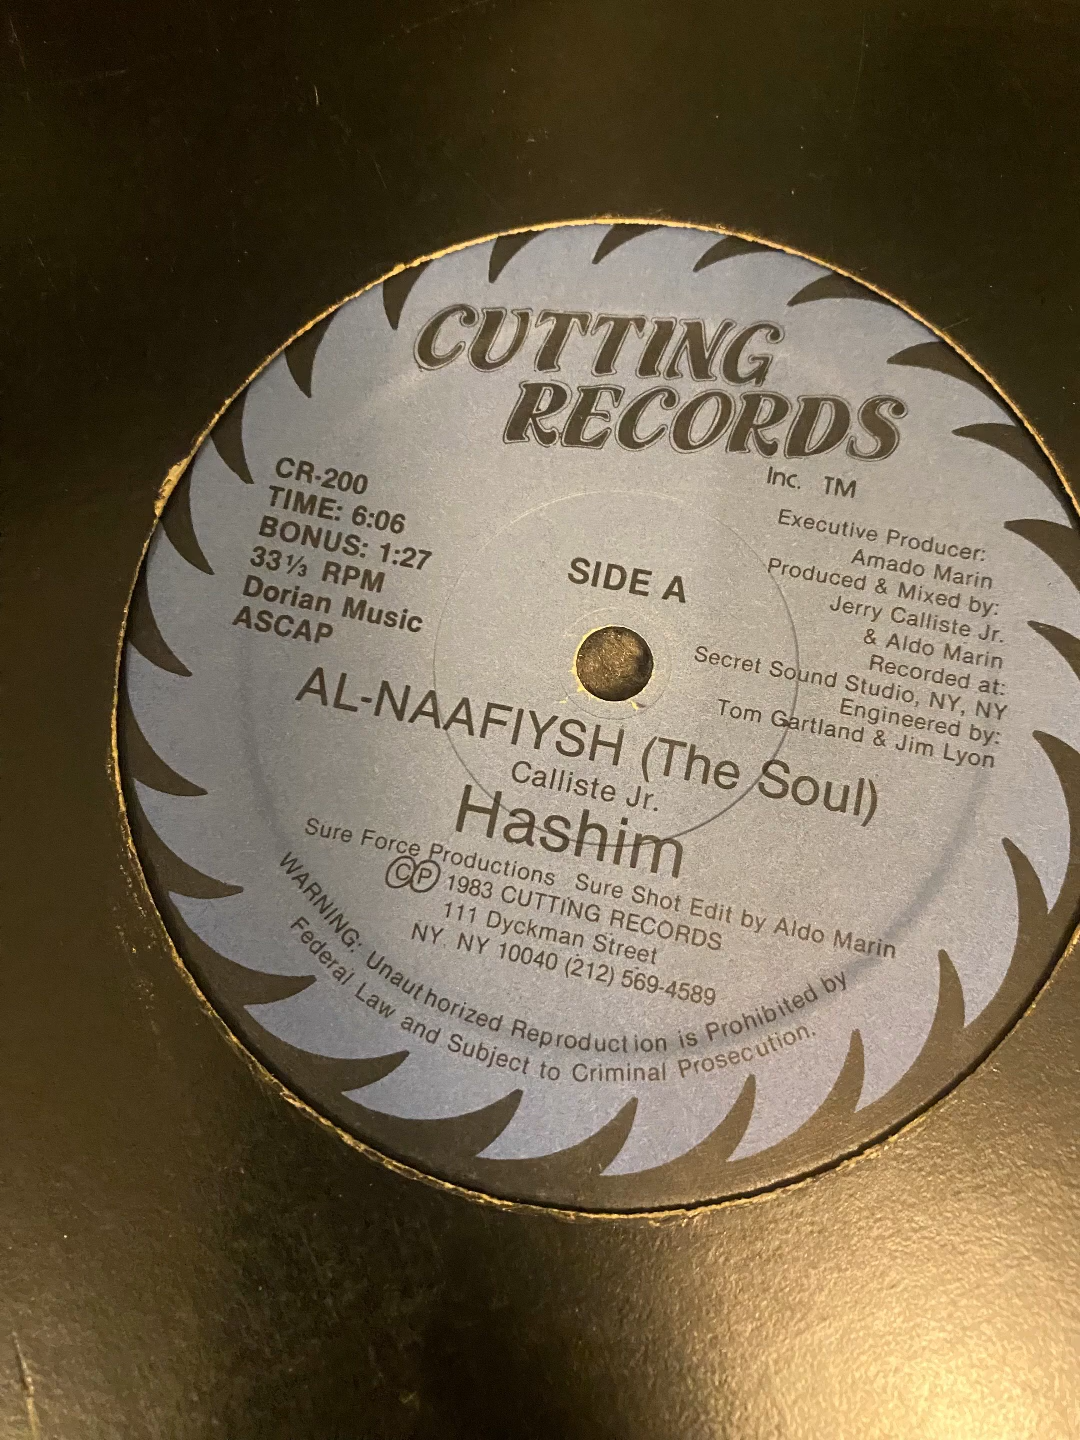 CUTTING
RECORDS
Inc. TM
CR-200
TIME: 6:06
BONUS: 1:27
33⅓ RPM
Dorian Music
ASCAP
SIDE A
Executive Producer:
Amado Marin
Produced & Mixed by:
Jerry Calliste Jr.
& Aldo Marin
Recorded at:
Secret Sound Studio, NY, NY
Engineered by:
Tom Gartland & Jim Lyon
AL-NAAFIYSH (The Soul)
Calliste Jr.
Hashim
Sure Force Productions Sure Shot Edit by Aldo Marin
©℗ 1983 CUTTING RECORDS
111 Dyckman Street
NY. NY 10040 (212) 569-4589
WARNING: Unauthorized Reproduction is Prohibited by
Federal Law and Subject to Criminal Prosecution.